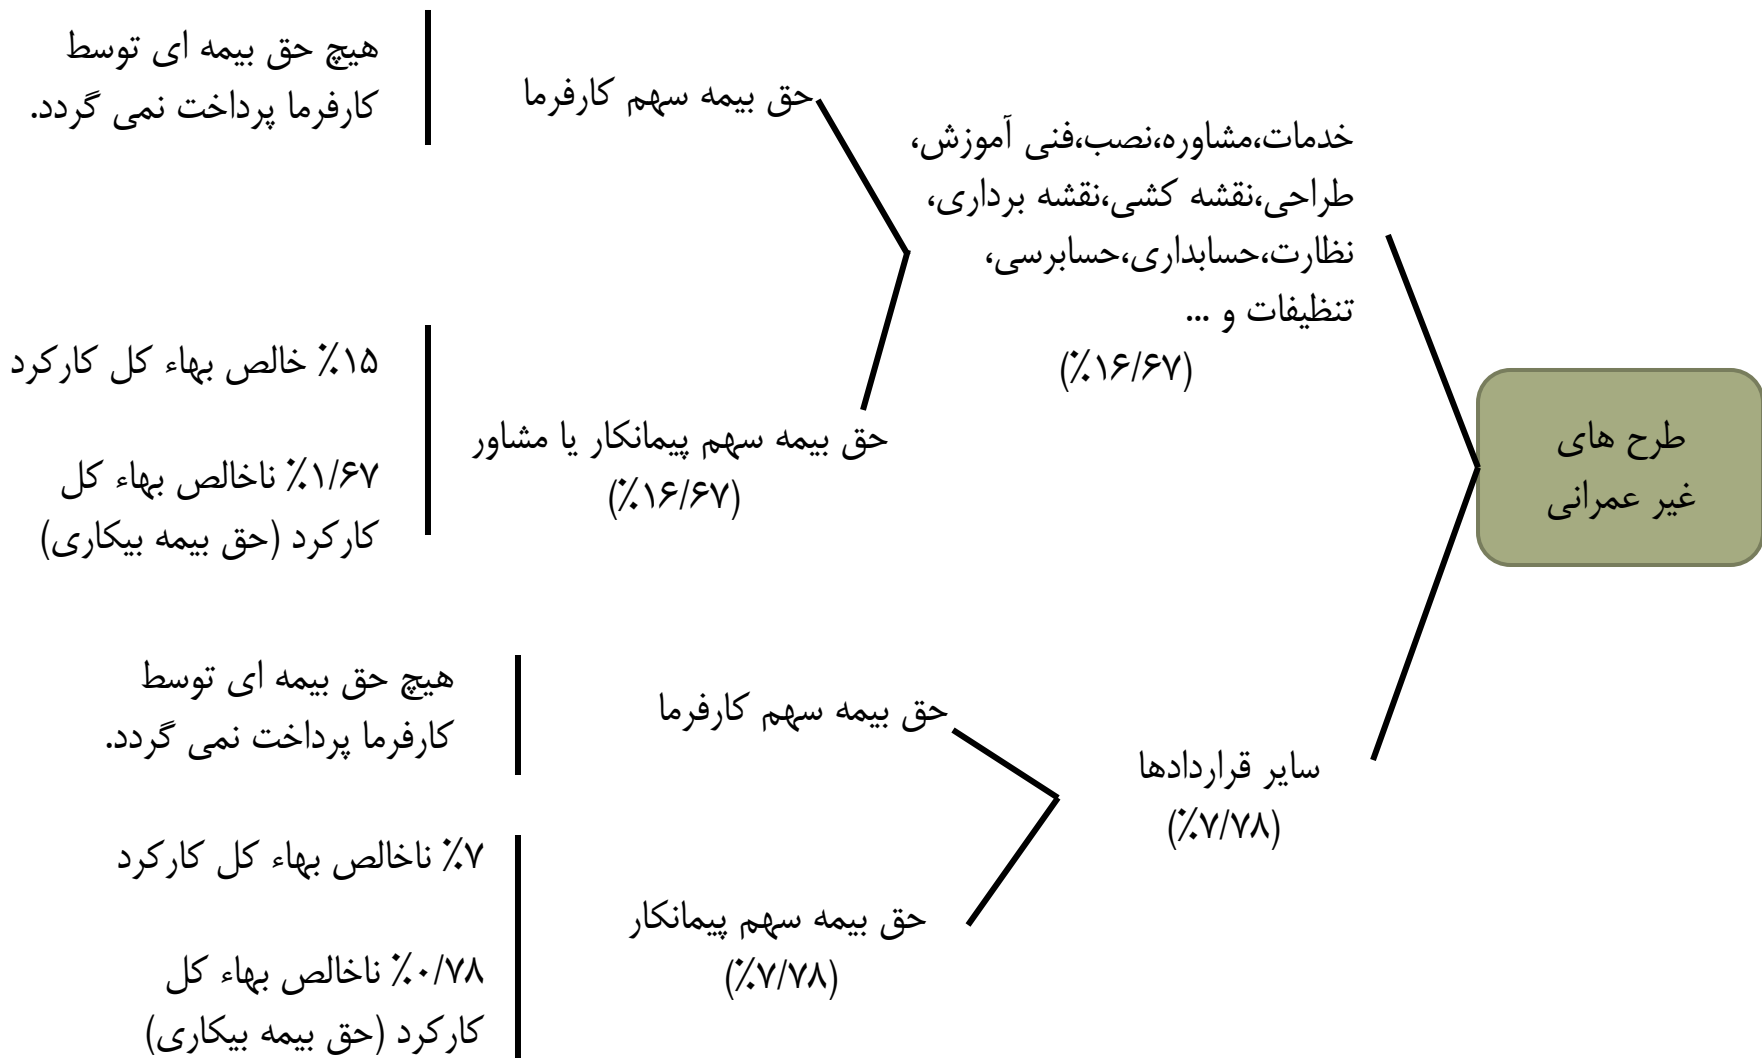 طرح های
غیر عمرانی
خدمات،مشاوره،نصب،فنی آموزش،
طراحی،نقشه کشی،نقشه برداری،
نظارت،حسابداری،حسابرسی،
تنظیفات و ...
(٪۱۶/۶۷)
حق بیمه سهم کارفرما
هیچ حق بیمه ای توسط
کارفرما پرداخت نمی گردد.
حق بیمه سهم پیمانکار یا مشاور
(٪۱۶/۶۷)
۱۵٪ خالص بهاء کل کارکرد
۱/۶۷٪ ناخالص بهاء کل
کارکرد (حق بیمه بیکاری)
سایر قراردادها
(٪۷/۷۸)
حق بیمه سهم کارفرما
هیچ حق بیمه ای توسط
کارفرما پرداخت نمی گردد.
حق بیمه سهم پیمانکار
(٪۷/۷۸)
۷٪ ناخالص بهاء کل کارکرد
۰/۷۸٪ ناخالص بهاء کل
کارکرد (حق بیمه بیکاری)